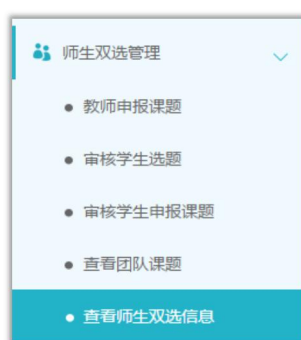 师生双选管理
教师申报课题
审核学生选题
审核学生申报课题
查看团队课题
查看师生双选信息